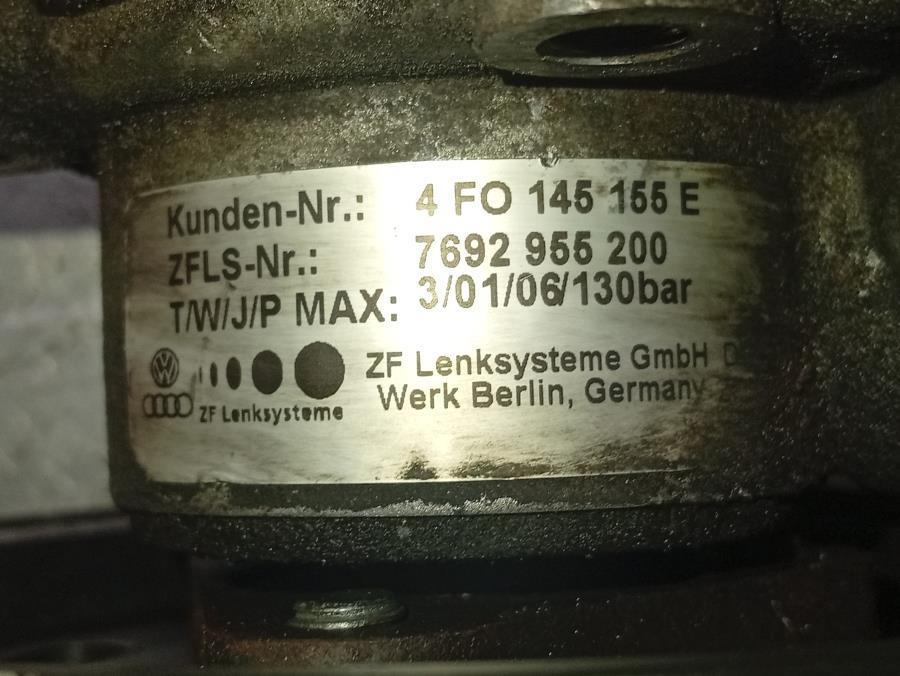 Kunden-Nr.: 4 FO 145 155 E
ZFLS-Nr.: 7692 955 200
T/W/J/P MAX: 3/01/06/130bar
ZF Lenksysteme GmbH D
Werk Berlin, Germany
ZF Lenksysteme